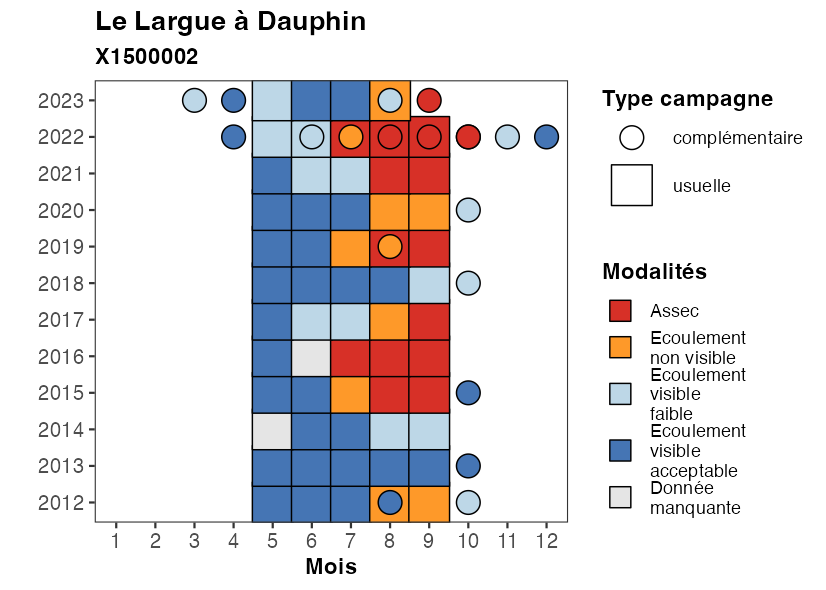 Le Largue à Dauphin
X1500002
2023
2022
2021
2020
2019
2018
2017
2016
2015
2014
2013
2012
1 2 3 4 5 6 7 8 9 10 11 12
Mois
Type campagne
complémentaire
usuelle
Modalités
Assec
Ecoulement
non visible
Ecoulement
visible
faible
Ecoulement
visible
acceptable
Donnée
manquante